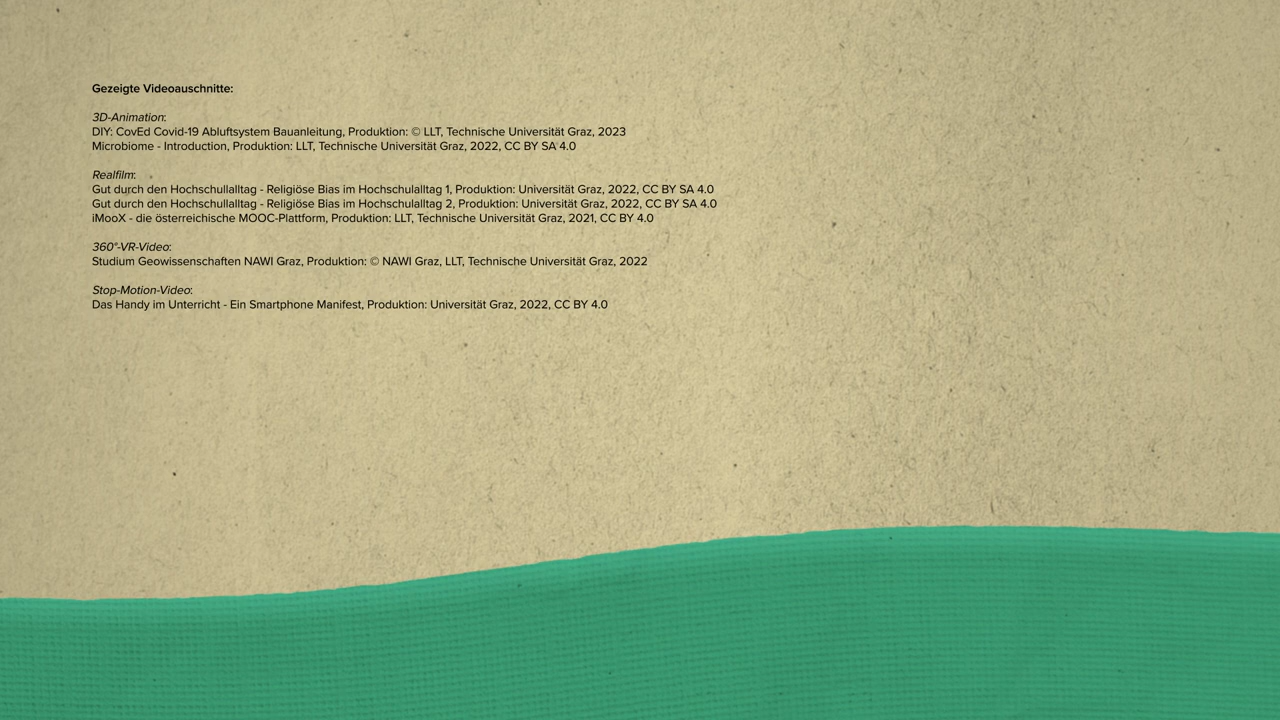 Gezeigte Videoauschnitte:
3D-Animation:
DIY: CovEd Covid-19 Abluftsystem Bauanleitung, Produktion: © LLT, Technische Universität Graz, 2023
Microbiome - Introduction, Produktion: LLT, Technische Universität Graz, 2022, CC BY SA 4.0
Realfilm:
Gut durch den Hochschullalltag - Religiöse Bias im Hochschulalltag 1, Produktion: Universität Graz, 2022, CC BY SA 4.0
Gut durch den Hochschullalltag - Religiöse Bias im Hochschulalltag 2, Produktion: Universität Graz, 2022, CC BY SA 4.0
iMooX - die österreichische MOOC-Plattform, Produktion: LLT, Technische Universität Graz, 2021, CC BY 4.0
360°-VR-Video:
Studium Geowissenschaften NAWI Graz, Produktion: © NAWI Graz, LLT, Technische Universität Graz, 2022
Stop-Motion-Video:
Das Handy im Unterricht - Ein Smartphone Manifest, Produktion: Universität Graz, 2022, CC BY 4.0